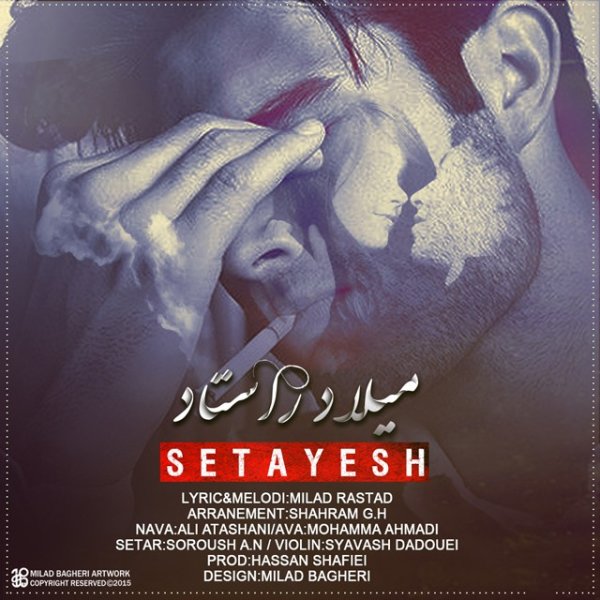 میلاد راستاد
SETAYESH
LYRIC&MELODI:MILAD RASTAD
ARRANEMENT:SHAHRAM G.H
NAVA:ALI ATASHANI/AVA:MOHAMMA AHMADI
SETAR:SOROUSH A.N / VIOLIN:SYAVASH DADOUEI
PROD:HASSAN SHAFIEI
DESIGN:MILAD BAGHERI
MILAD BAGHERI ARTWORK
COPYRIGHT RESERVED©2015